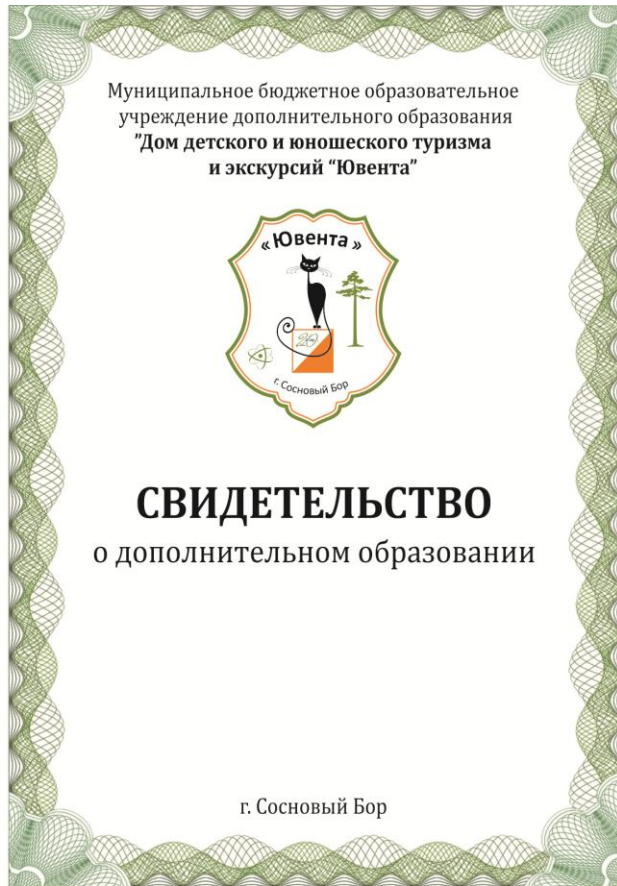 Муниципальное бюджетное образовательное
учреждение дополнительного образования
"Дом детского и юношеского туризма
и экскурсий “Ювента”
«Ювента»
20
г. Сосновый Бор
СВИДЕТЕЛЬСТВО
о дополнительном образовании
г. Сосновый Бор